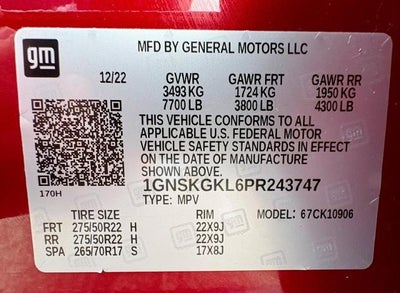 gm
MFD BY GENERAL MOTORS LLC
12/22 GVWR GAWR FRT GAWR RR
3493 KG 1724 KG 1950 KG
7700 LB 3800 LB 4300 LB
THIS VEHICLE CONFORMS TO ALL
APPLICABLE U.S. FEDERAL MOTOR
VEHICLE SAFETY STANDARDS IN EFFECT
ON THE DATE OF MANUFACTURE
SHOWN ABOVE.
170H
1GNSKGKL6PR243747
TYPE: MPV
TIRE SIZE RIM MODEL: 67CK10906
FRT 275/50R22 H 22X9J
RR 275/50R22 H 22X9J
SPA 265/70R17 S 17X8J